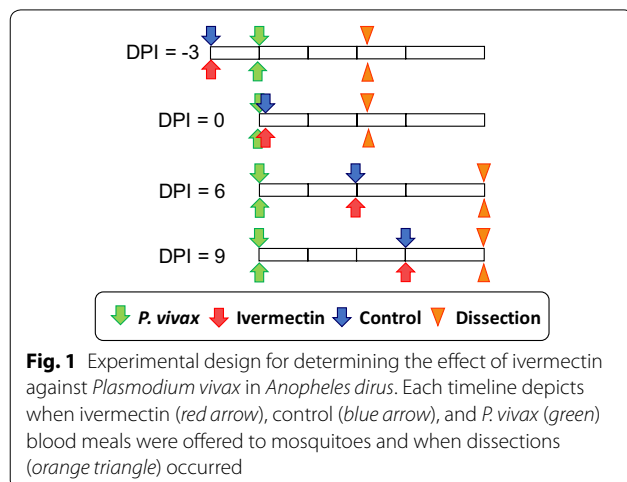 DPI = -3
DPI = 0
DPI = 6
DPI = 9
P. vivax Ivermectin Control Dissection
Fig. 1 Experimental design for determining the effect of ivermectin
against Plasmodium vivax in Anopheles dirus. Each timeline depicts
when ivermectin (red arrow), control (blue arrow), and P. vivax (green)
blood meals were offered to mosquitoes and when dissections
(orange triangle) occurred